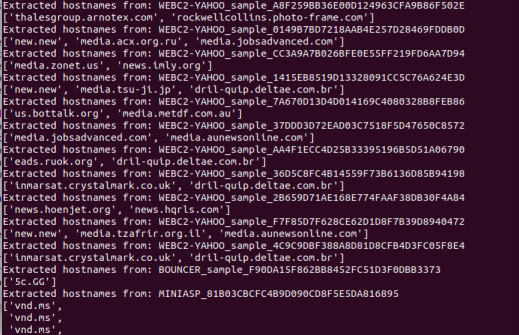 Extracted hostnames from: WEBC2-YAHOO_sample_A8F259BB36E00D124963CFA9B86F502E
['thalesgroup.arnotex.com', 'rockwellcollins.photo-frame.com']
Extracted hostnames from: WEBC2-YAHOO_sample_0149B7BD7218AAB4E257D28469FDDB0D
['new.new', 'media.acx.org.ru', 'media.jobsadvanced.com']
Extracted hostnames from: WEBC2-YAHOO_sample_CC3A9A7B026BFE0E55FF219FD6AA7D94
['media.zonet.us', 'news.imly.org']
Extracted hostnames from: WEBC2-YAHOO_sample_1415EB8519D13328091CC5C76A624E3D
['new.new', 'media.tsu-ji.jp', 'dril-quip.deltae.com.br']
Extracted hostnames from: WEBC2-YAHOO_sample_7A670D13D4D014169C4080328B8FEB86
['us.bottalk.org', 'media.metdf.com.au']
Extracted hostnames from: WEBC2-YAHOO_sample_37DDD3D72EAD03C7518F5D47650C8572
['media.jobsadvanced.com', 'media.aunewsonline.com']
Extracted hostnames from: WEBC2-YAHOO_sample_AA4F1ECC4D25B33395196B5D51A06790
['eads.ruok.org', 'dril-quip.deltae.com.br']
Extracted hostnames from: WEBC2-YAHOO_sample_36D5C8FC4B14559F73B6136D85B94198
['inmarsat.crystalmark.co.uk', 'dril-quip.deltae.com.br']
Extracted hostnames from: WEBC2-YAHOO_sample_2B659D71AE168E774FAAF38DB30F4A84
['news.hoenjet.org', 'news.hqrls.com']
Extracted hostnames from: WEBC2-YAHOO_sample_F7F85D7F628CE62D1D8F7B39D8940472
['new.new', 'media.tzafrir.org.il', 'media.aunewsonline.com']
Extracted hostnames from: WEBC2-YAHOO_sample_4C9C9DBF388A8D81D8CFB4D3FC05F8E4
['inmarsat.crystalmark.co.uk', 'dril-quip.deltae.com.br']
Extracted hostnames from: BOUNCER_sample_F90DA15F862BB8452FC51D3F0DBB3373
['5c.GG']
Extracted hostnames from: MINIASP_81B03CBCFC4B9D090CD8F5E5DA816895
['vnd.ms',
'vnd.ms',
'vnd.ms',